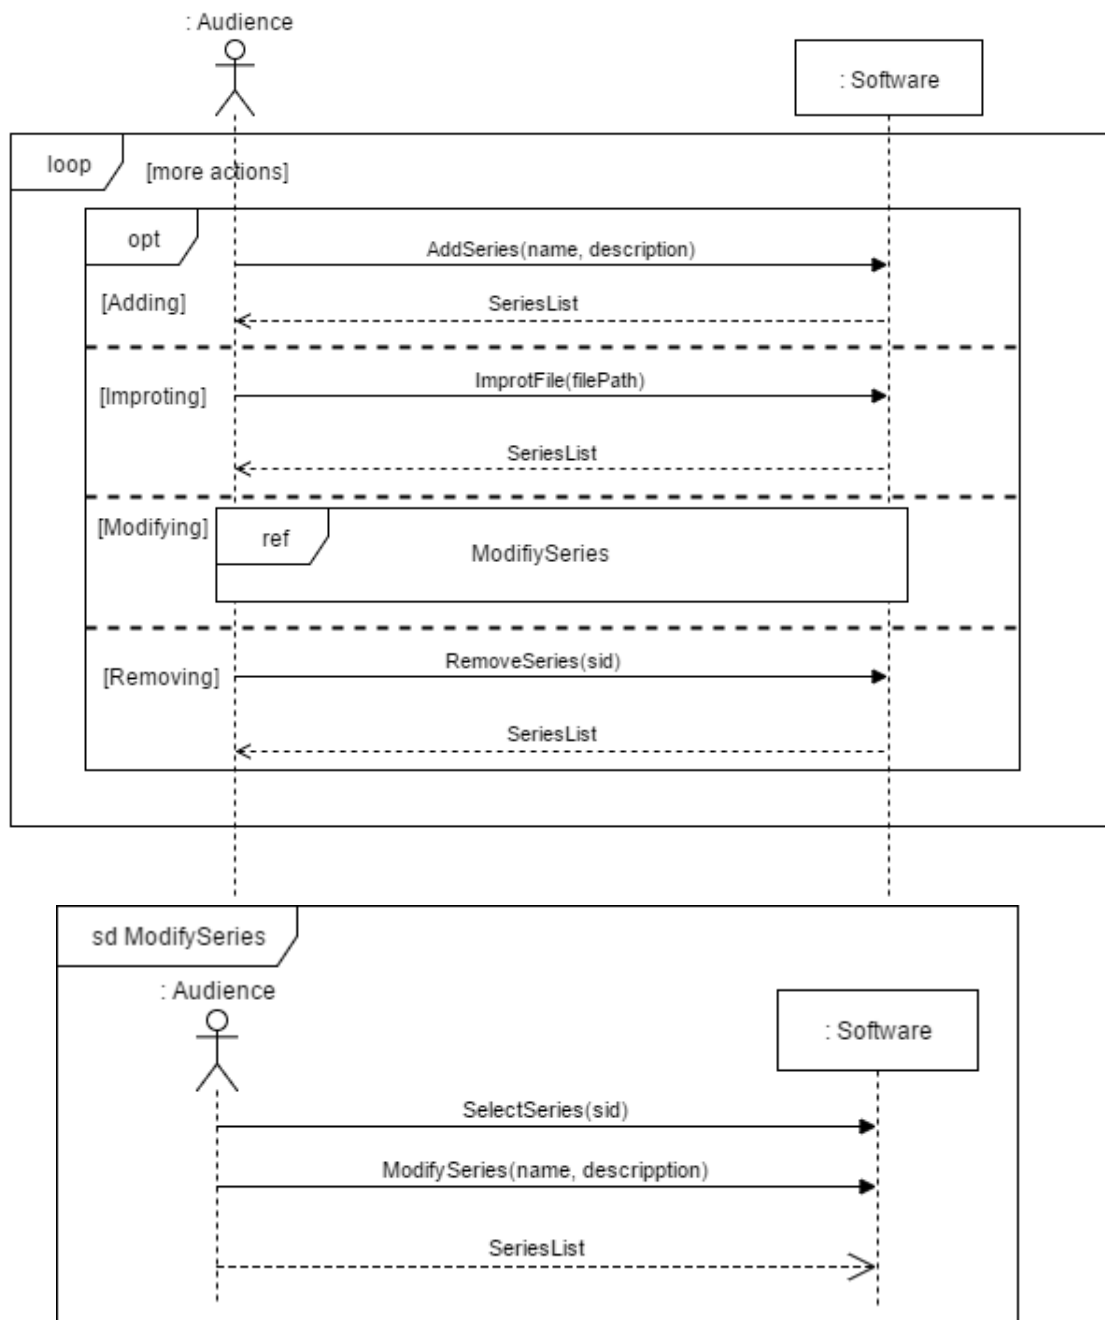 : Audience
: Software
loop
[more actions]
opt
AddSeries(name, description)
[Adding]
SeriesList
ImprotFile(filePath)
[Improting]
SeriesList
[Modifying]
ref
ModifiySeries
RemoveSeries(sid)
[Removing]
SeriesList
sd ModifySeries
: Audience
: Software
SelectSeries(sid)
ModifySeries(name, descripption)
SeriesList